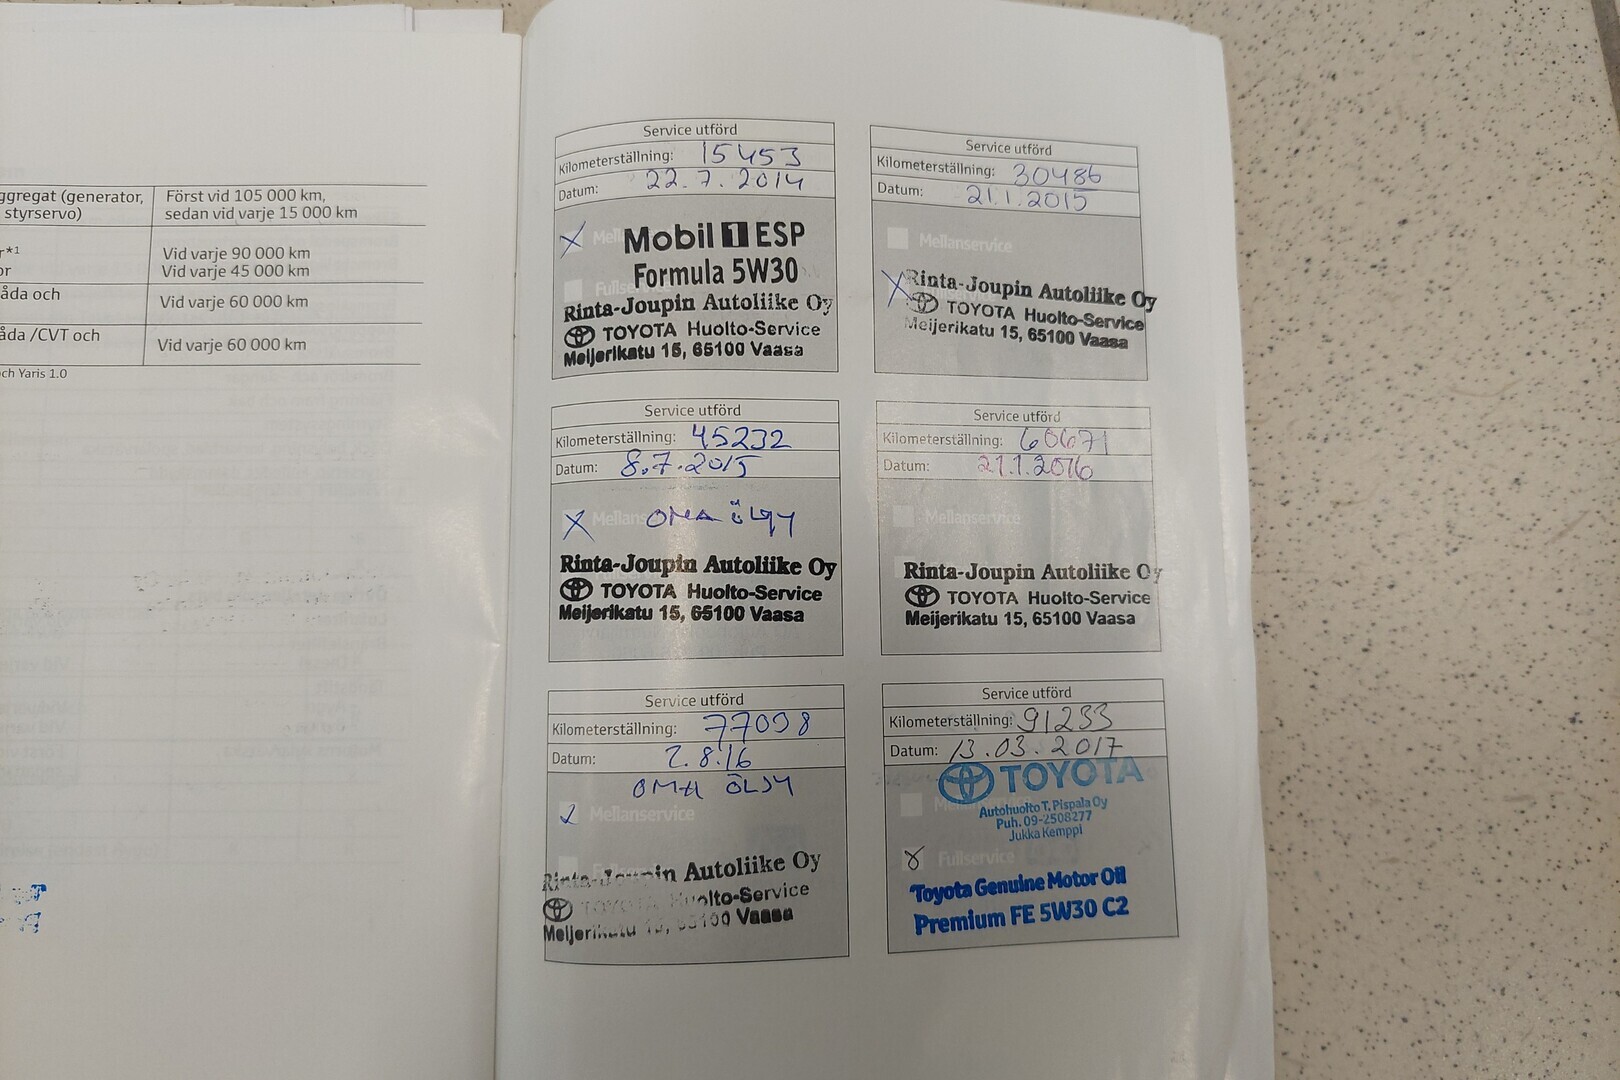 ggregat (generator,
styrservo)
Först vid 105 000 km,
sedan vid varje 15 000 km
r*1
Vid varje 90 000 km
or
Vid varje 45 000 km
åda och
Vid varje 60 000 km
åda /CVT och
Vid varje 60 000 km
ch Yaris 1.0
Service utförd
Kilometerställning: 15453
Datum: 22.7.2014
Mobil 1 ESP
Formula 5W30
Fullservice
Rinta-Joupin Autoliike Oy
TOYOTA Huolto-Service
Meijerikatu 15, 65100 Vaasa
Service utförd
Kilometerställning: 30486
Datum: 21.1.2015
Mellanservice
Rinta-Joupin Autoliike Oy
TOYOTA Huolto-Service
Meijerikatu 15, 65100 Vaasa
Service utförd
Kilometerställning: 45232
Datum: 8.7.2015
Mellan OMA ÖLJY
Rinta-Joupin Autoliike Oy
TOYOTA Huolto-Service
Meijerikatu 15, 65100 Vaasa
Service utförd
Kilometerställning: 60671
Datum: 21.1.2016
Mellanservice
Rinta-Joupin Autoliike Oy
TOYOTA Huolto-Service
Meijerikatu 15, 65100 Vaasa
Service utförd
Kilometerställning: 77098
Datum: 2.8.16
OMA ÖLJY
Mellanservice
Rinta-Joupin Autoliike Oy
TOYOTA Huolto-Service
Meijerikatu 15, 65100 Vaasa
Service utförd
Kilometerställning: 91233
Datum: 13.03.2017
TOYOTA
Autohuolto T. Pispala Oy
Puh. 09-2508277
Jukka Kemppi
Fullservice
Toyota Genuine Motor Oil
Premium FE 5W30 C2